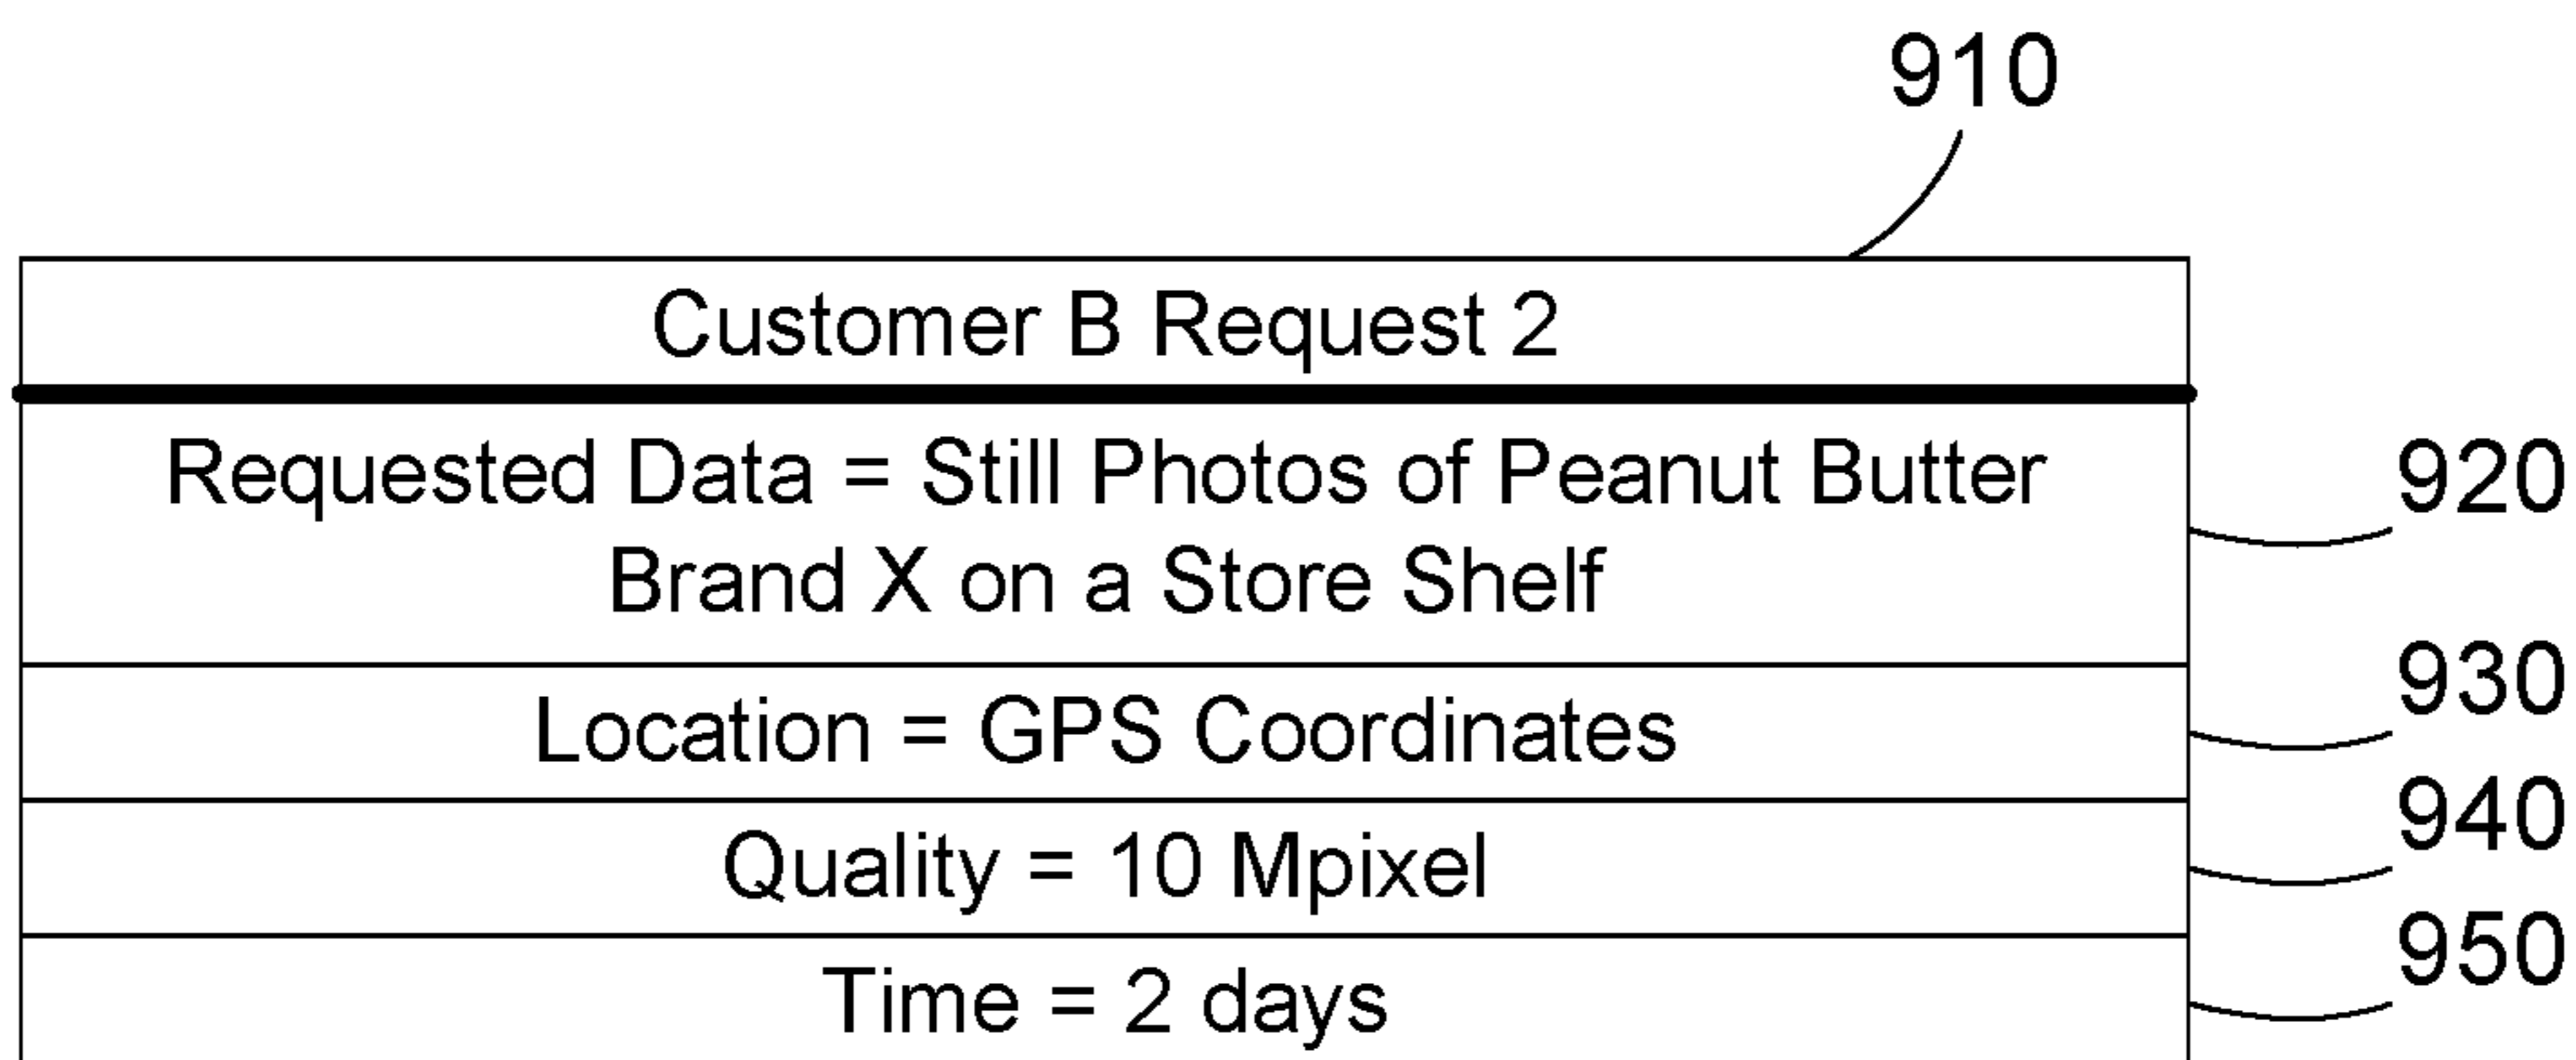 910
Customer B Request 2
Requested Data = Still Photos of Peanut Butter
Brand X on a Store Shelf
920
Location = GPS Coordinates
930
Quality = 10 Mpixel
940
Time = 2 days
950